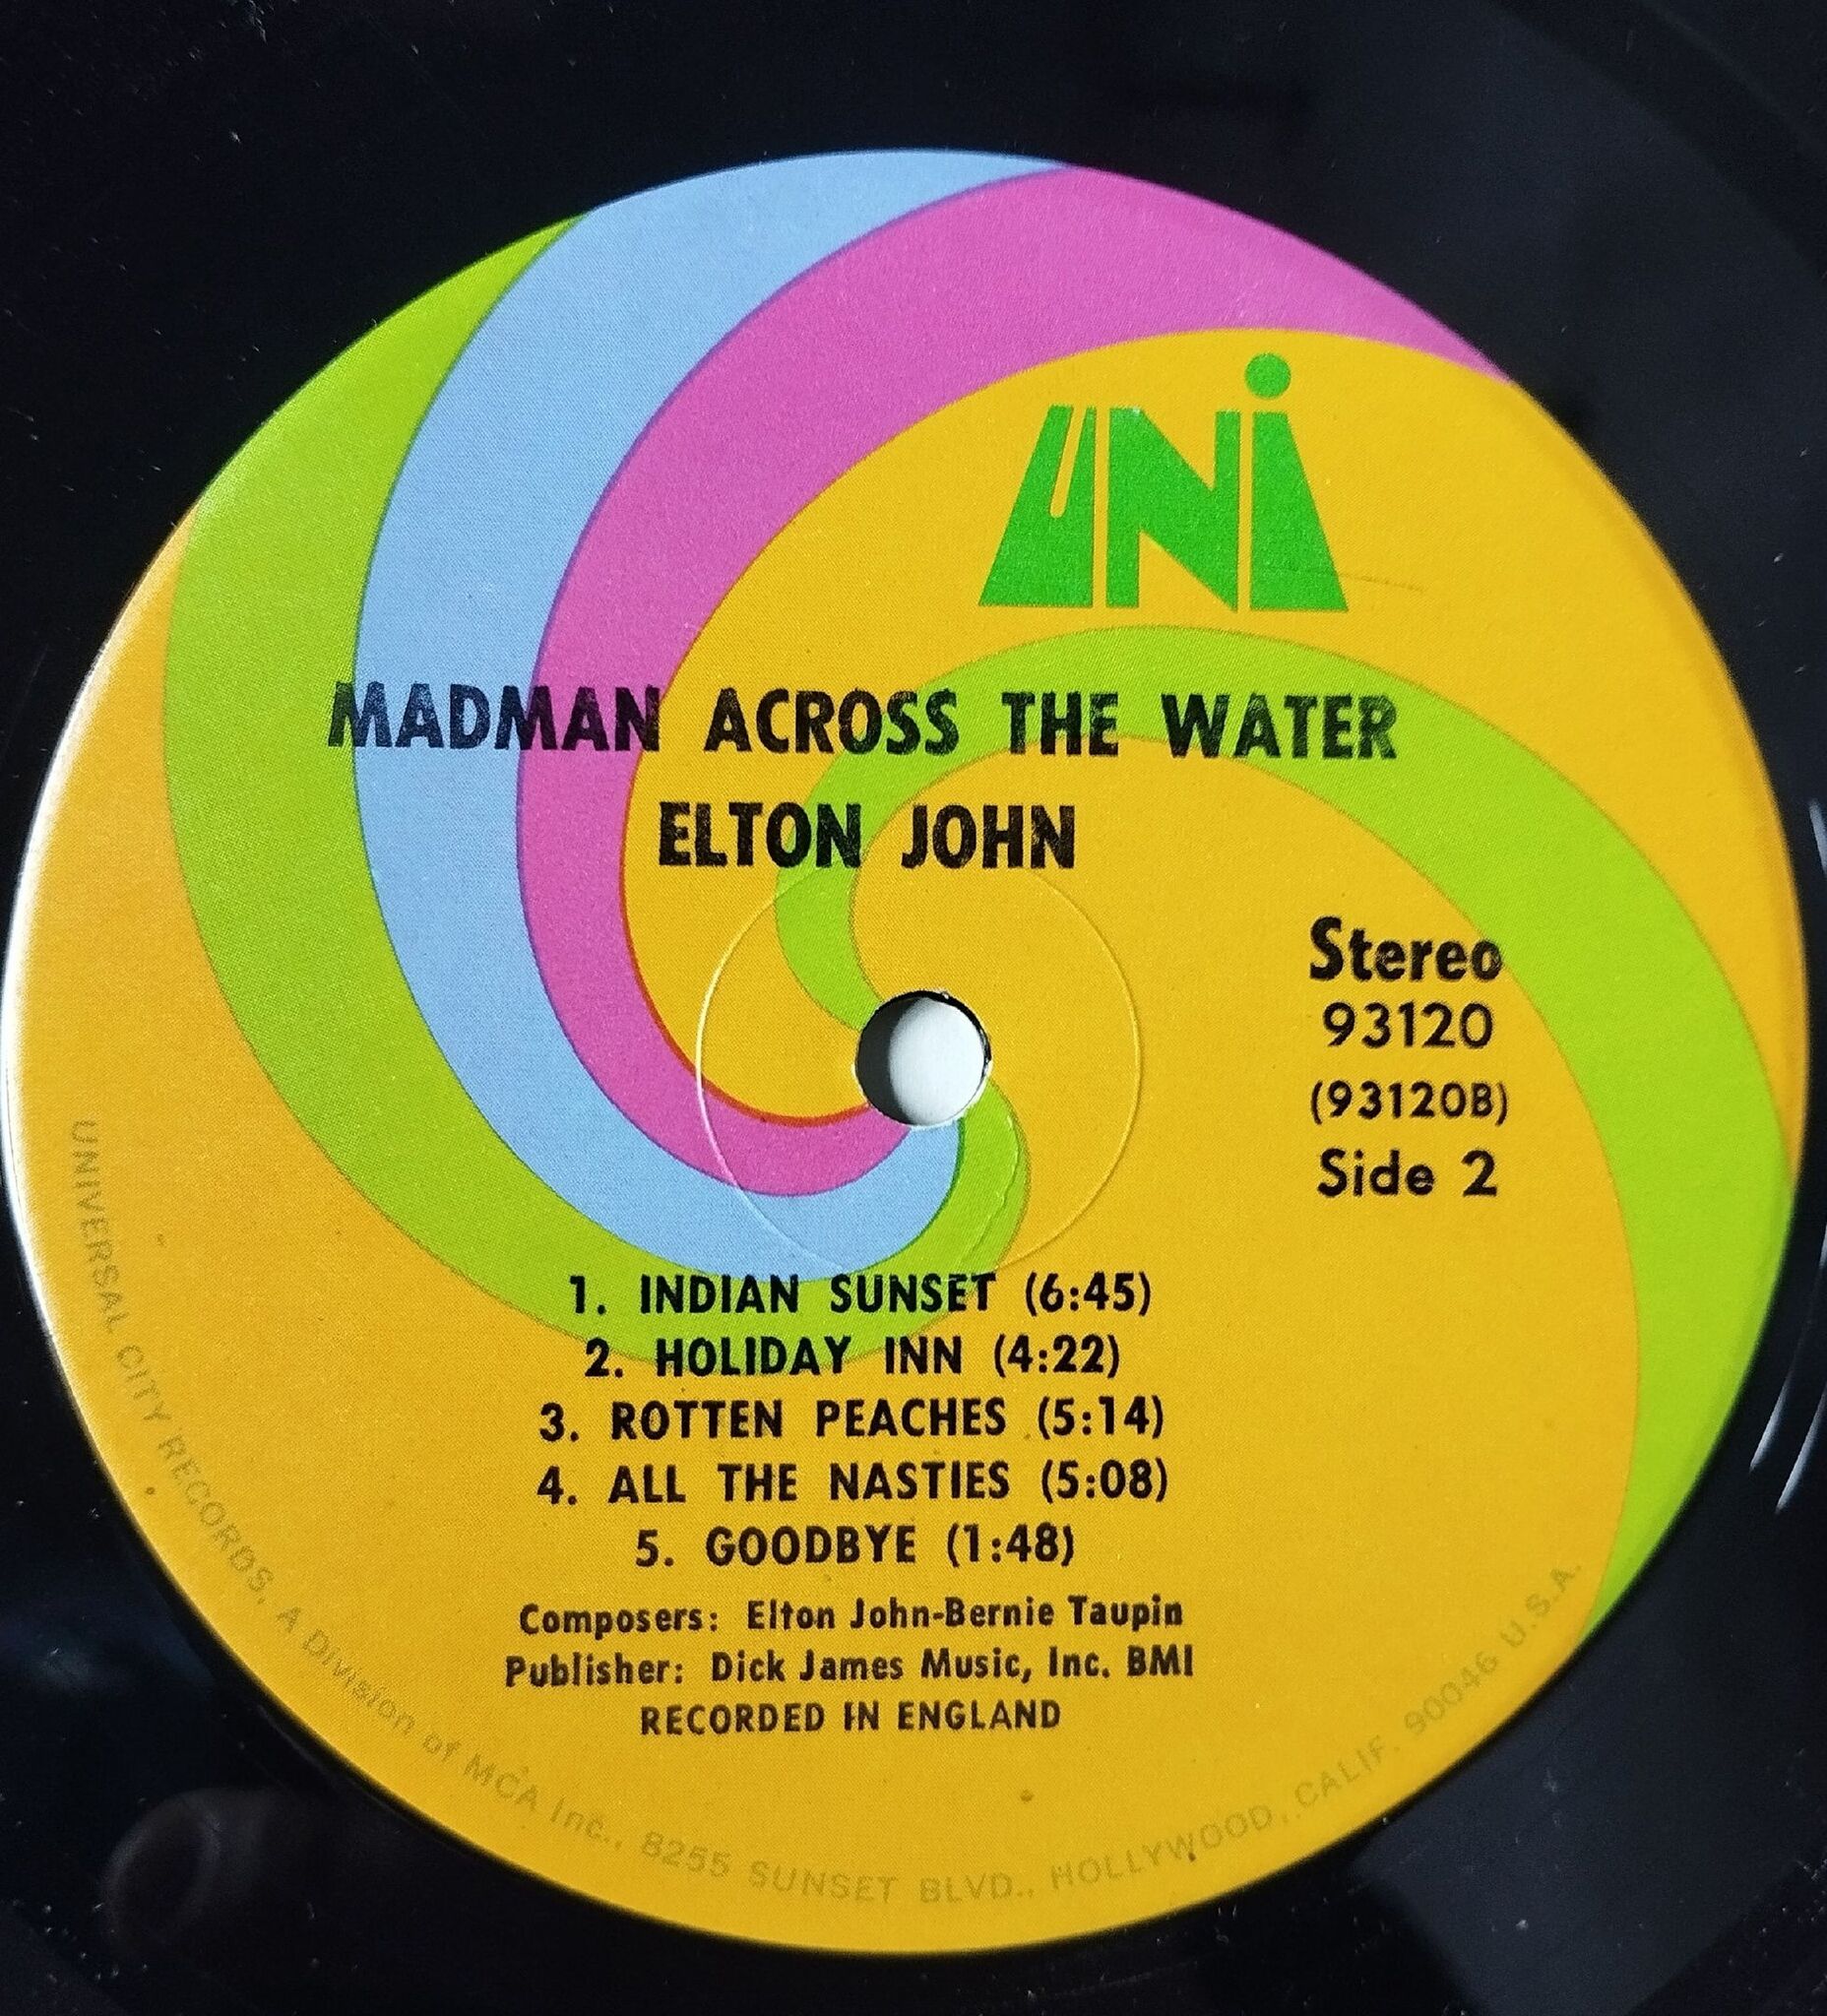 UNi
MADMAN ACROSS THE WATER
ELTON JOHN
Stereo
93120
(93120B)
Side 2
1. INDIAN SUNSET (6:45)
2. HOLIDAY INN (4:22)
3. ROTTEN PEACHES (5:14)
4. ALL THE NASTIES (5:08)
5. GOODBYE (1:48)
Composers: Elton John-Bernie Taupin
Publisher: Dick James Music, Inc. BMI
RECORDED IN ENGLAND
UNIVERSAL CITY RECORDS, A Division of MCA Inc., 8255 SUNSET BLVD., HOLLYWOOD, CALIF. 90046 U.S.A.